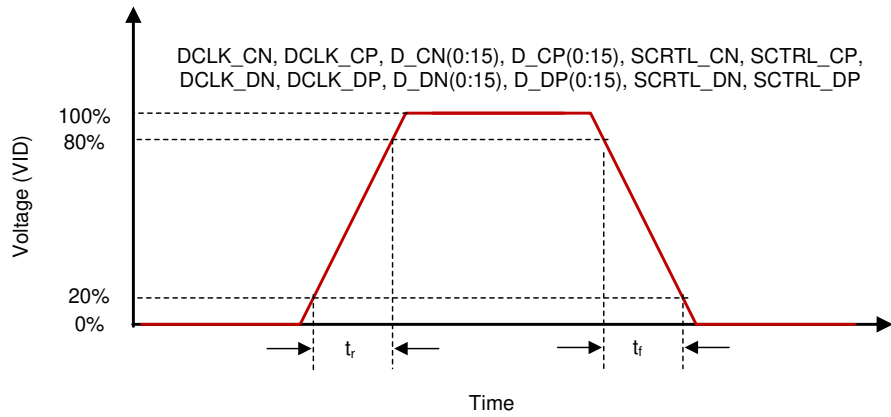 DCLK_CN, DCLK_CP, D_CN(0:15), D_CP(0:15), SCRTL_CN, SCTRL_CP,
DCLK_DN, DCLK_DP, D_DN(0:15), D_DP(0:15), SCRTL_DN, SCTRL_DP
100%
80%
Voltage (VID)
20%
0%
tr
tf
Time